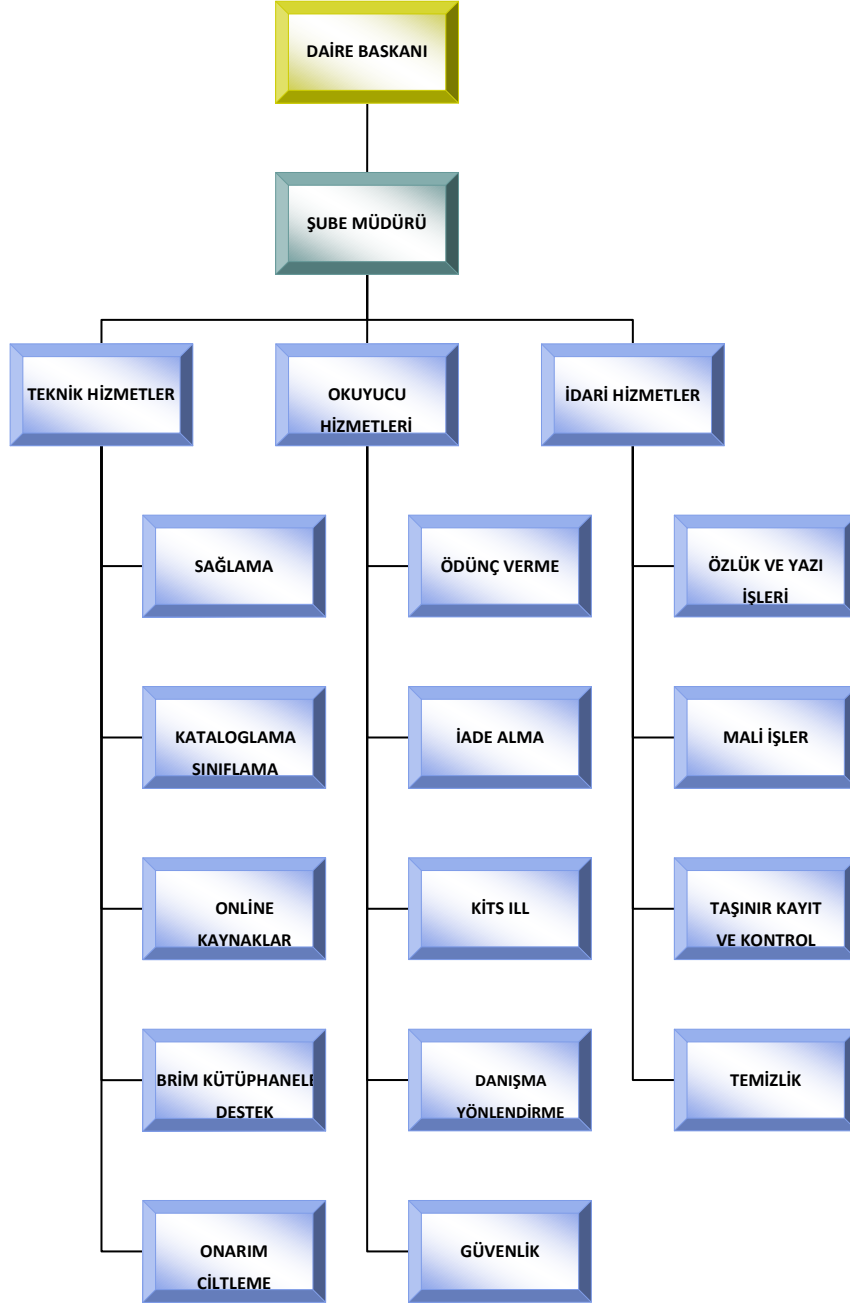 DAİRE BASKANI
ŞUBE MÜDÜRÜ
TEKNİK HİZMETLER
OKUYUCU
HİZMETLERİ
İDARİ HİZMETLER
SAĞLAMA
KATALOGLAMA
SINIFLAMA
ONLİNE
KAYNAKLAR
BRİM KÜTÜPHANELE
DESTEK
ONARIM
CİLTLEME
ÖDÜNÇ VERME
İADE ALMA
KİTS ILL
DANIŞMA
YÖNLENDİRME
GÜVENLİK
ÖZLÜK VE YAZI
İŞLERİ
MALİ İŞLER
TAŞINIR KAYIT
VE KONTROL
TEMİZLİK